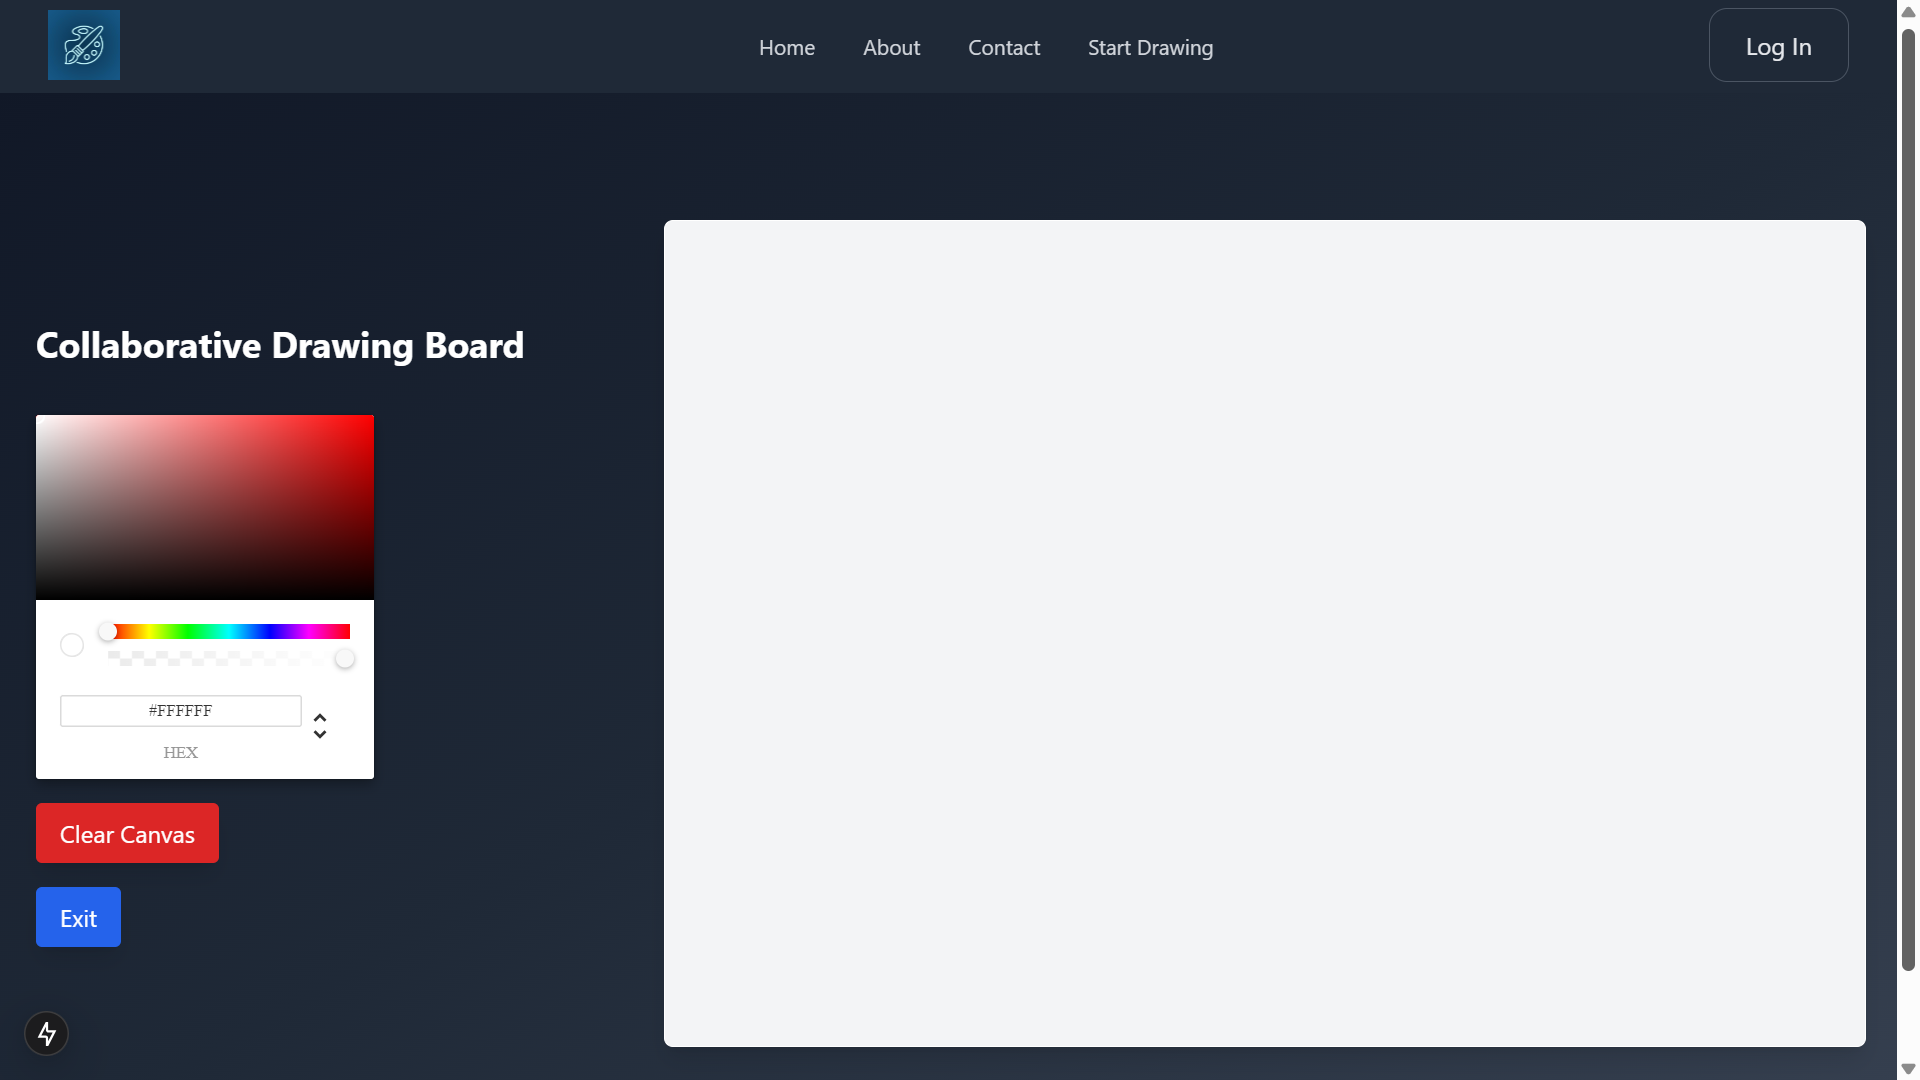 Home
About
Contact
Start Drawing
Log In
Collaborative Drawing Board
#FFFFFF
HEX
Clear Canvas
Exit